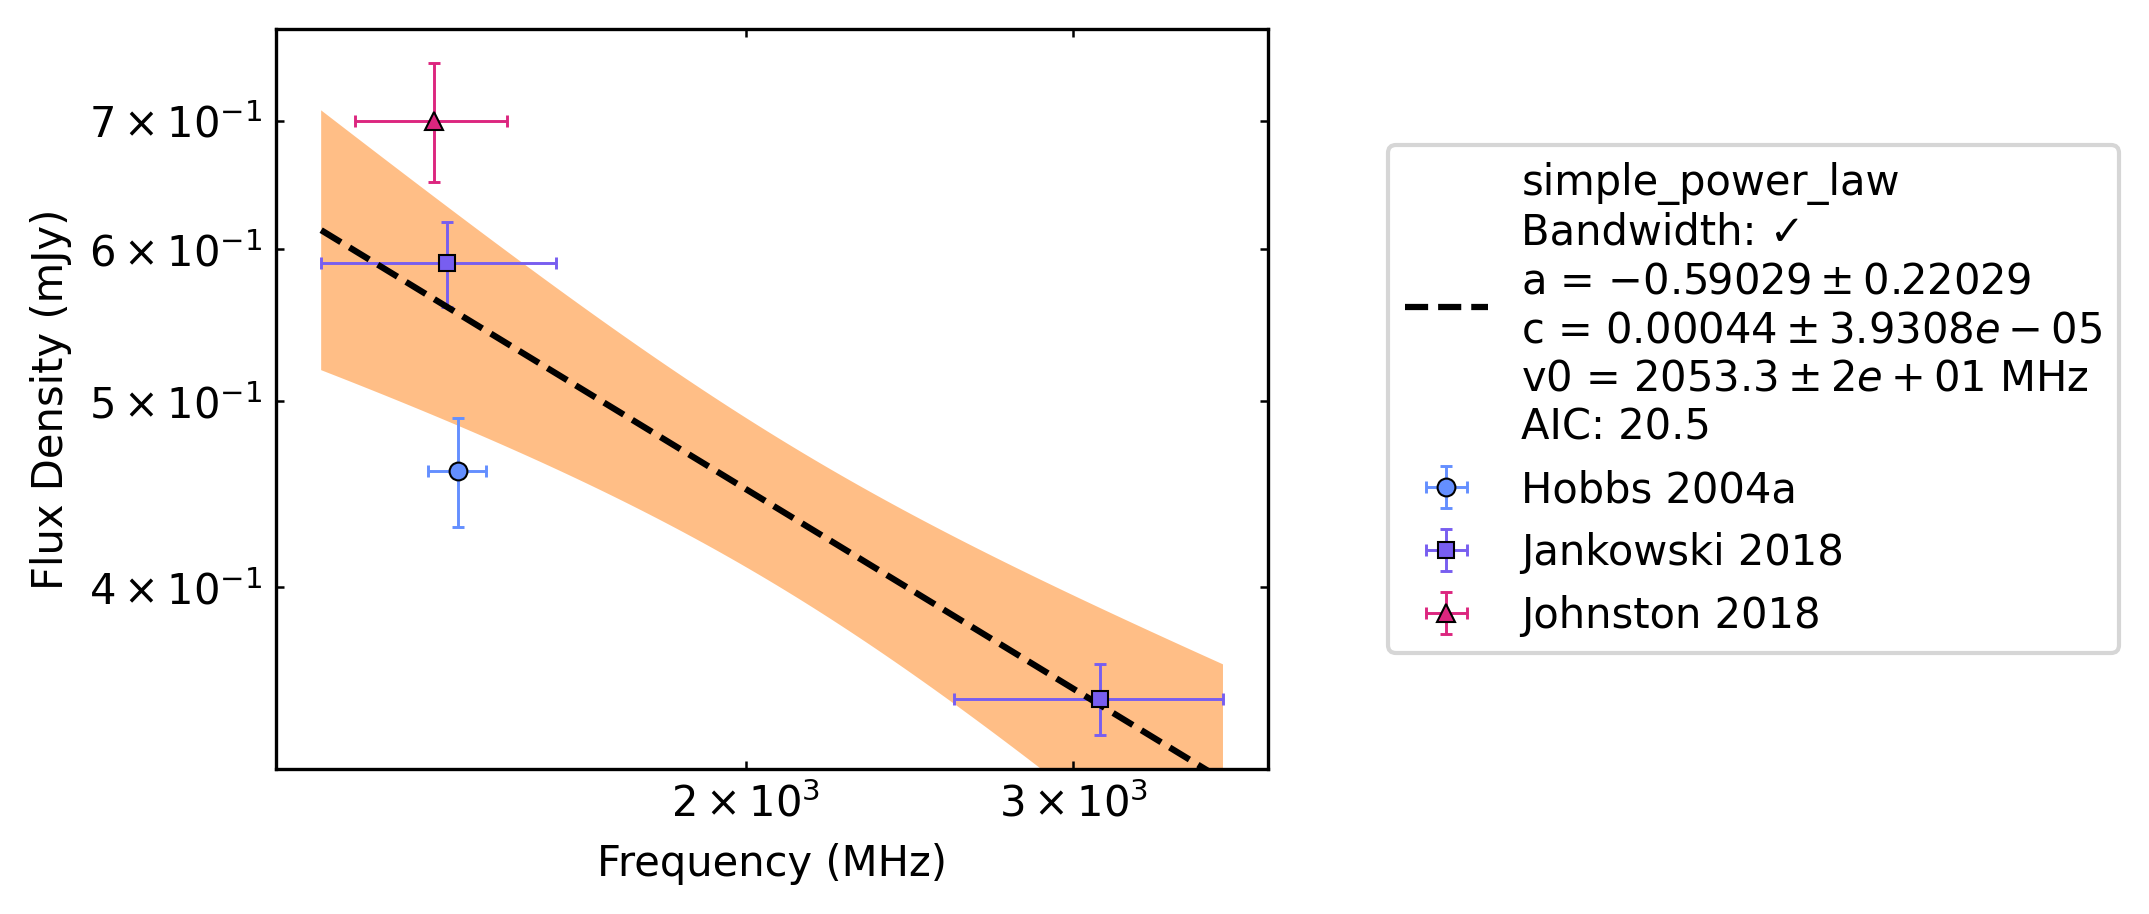 7 × 10⁻¹
6 × 10⁻¹
5 × 10⁻¹
4 × 10⁻¹
Flux Density (mJy)
2 × 10³
3 × 10³
Frequency (MHz)
simple_power_law
Bandwidth: ✓
a = −0.59029 ± 0.22029
c = 0.00044 ± 3.9308e − 05
v0 = 2053.3 ± 2e + 01 MHz
AIC: 20.5
Hobbs 2004a
Jankowski 2018
Johnston 2018